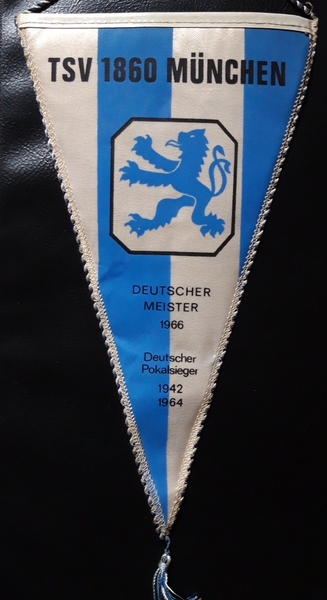 TSV 1860 MÜNCHEN
DEUTSCHER
MEISTER
1966
Deutscher
Pokalsieger
1942
1964